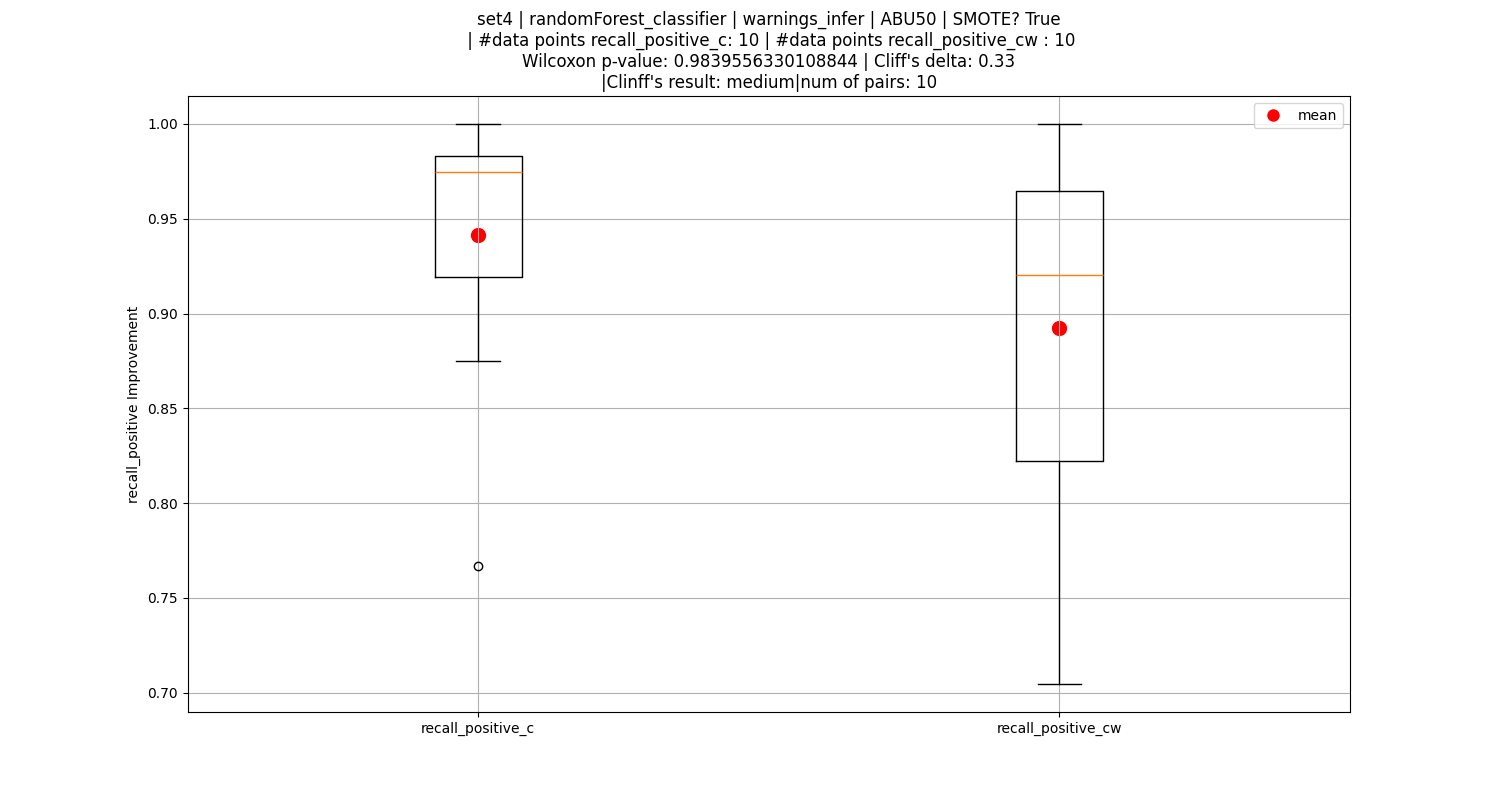 set4 | randomForest_classifier | warnings_infer | ABU50 | SMOTE? True
| #data points recall_positive_c: 10 | #data points recall_positive_cw : 10
Wilcoxon p-value: 0.9839556330108844 | Cliff's delta: 0.33
|Clinff's result: medium|num of pairs: 10
mean
1.00
0.95
0.90
0.85
0.80
0.75
0.70
recall_positive Improvement
recall_positive_c
recall_positive_cw